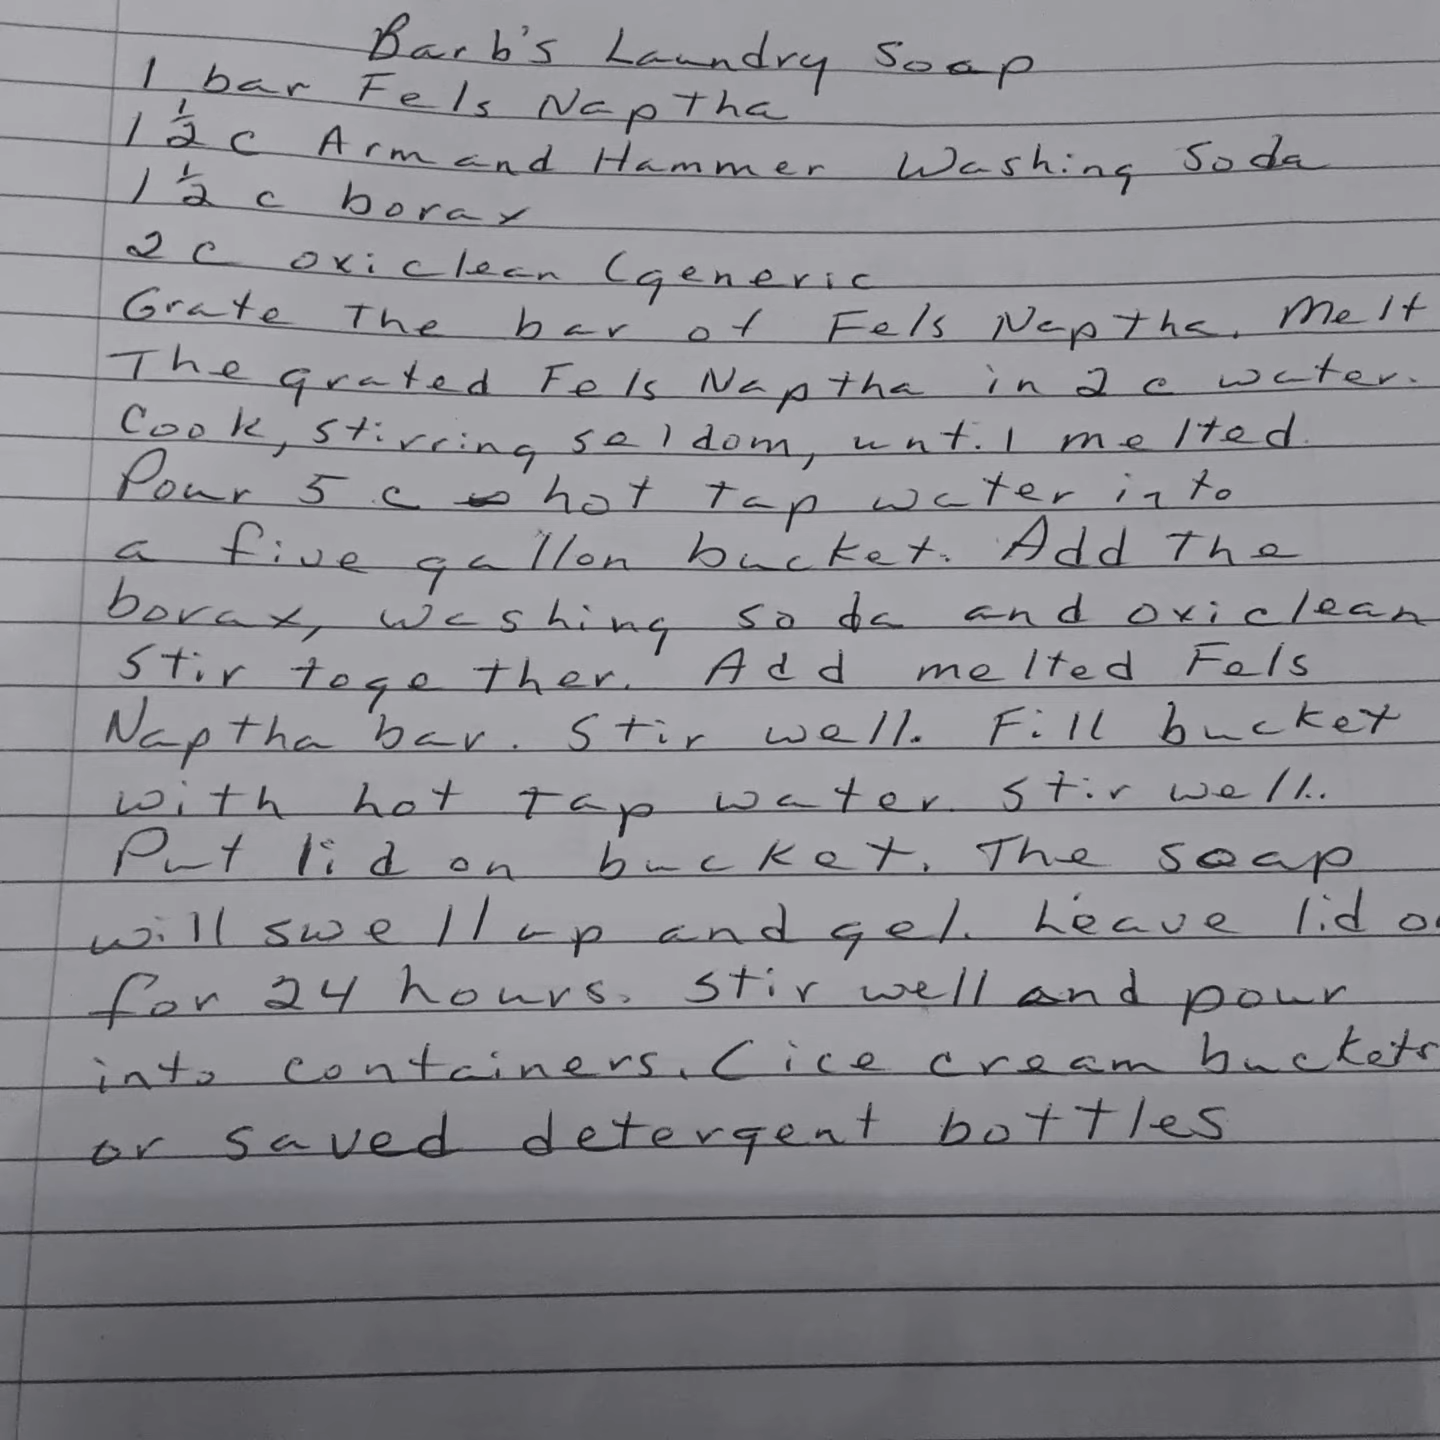 Barb's Laundry Soap
1 bar Fels Naptha
1 1/2 c Arm and Hammer Washing Soda
1 1/2 c borax
2 c oxiclean (generic
Grate The bar of Fels Naptha. Melt
The grated Fels Naptha in 2 c water.
Cook, stirring seldom, until melted.
Pour 5 c hot tap water into
a five gallon bucket. Add The
borax, washing soda and oxiclean
Stir together. Add melted Fels
Naptha bar. Stir well. Fill bucket
with hot tap water. Stir well.
Put lid on bucket. The soap
will swell up and gel. Leave lid o
for 24 hours. Stir well and pour
into containers. (ice cream buckets
or saved detergent bottles